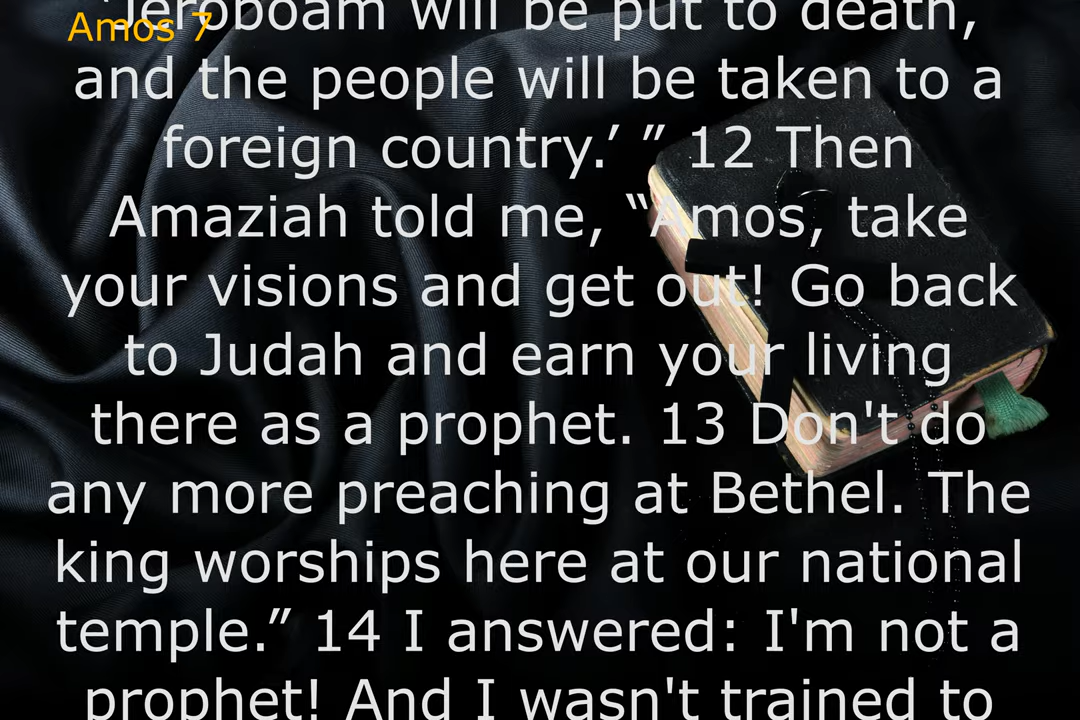 Amos 7
‘Jeroboam will be put to death,
and the people will be taken to a
foreign country.’ ” 12 Then
Amaziah told me, “Amos, take
your visions and get out! Go back
to Judah and earn your living
there as a prophet. 13 Don't do
any more preaching at Bethel. The
king worships here at our national
temple.” 14 I answered: I'm not a
prophet! And I wasn't trained to